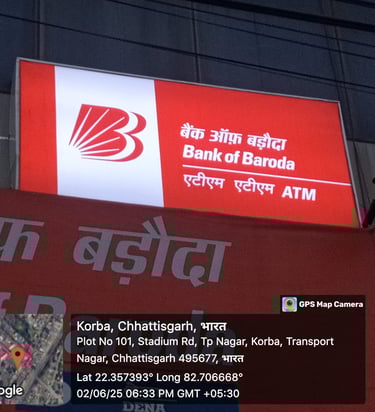 बैंक ऑफ़ बड़ौदा
Bank of Baroda
एटीएम एटीएम ATM
बड़ौदा
GPS Map Camera
Korba, Chhattisgarh, भारत
Plot No 101, Stadium Rd, Tp Nagar, Korba, Transport
Nagar, Chhattisgarh 495677, भारत
Lat 22.357393° Long 82.706668°
02/06/25 06:33 PM GMT +05:30
DENA